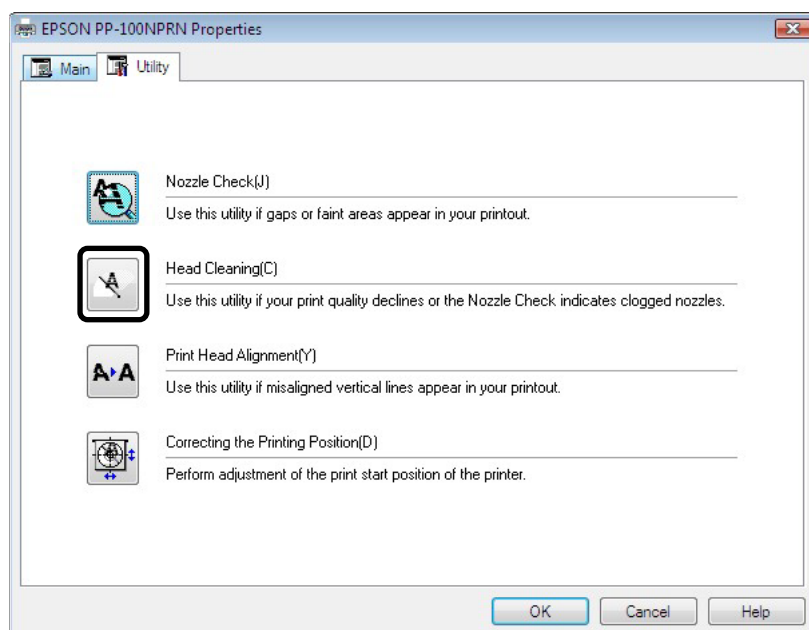 EPSON PP-100NPRN Properties
Main
Utility
Nozzle Check(J)
Use this utility if gaps or faint areas appear in your printout.
Head Cleaning(C)
Use this utility if your print quality declines or the Nozzle Check indicates clogged nozzles.
Print Head Alignment(Y)
Use this utility if misaligned vertical lines appear in your printout.
Correcting the Printing Position(D)
Perform adjustment of the print start position of the printer.
OK
Cancel
Help